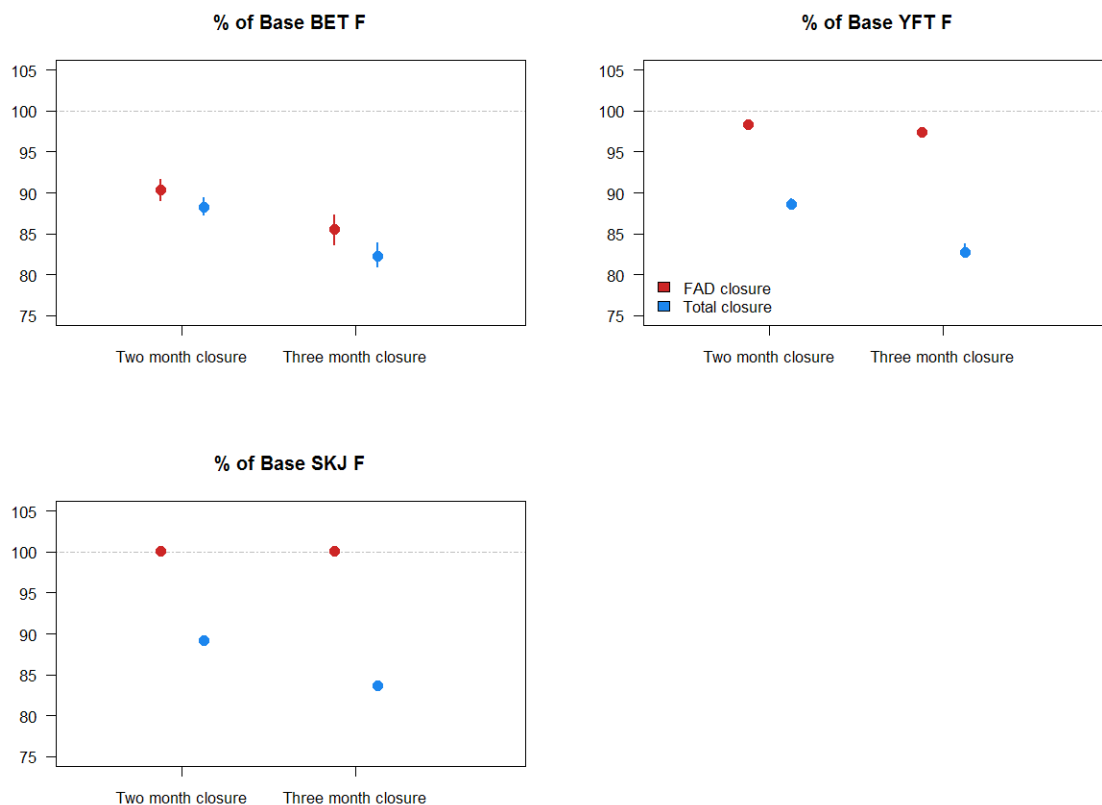 % of Base BET F
105
100
95
90
85
80
75
Two month closure
Three month closure
% of Base YFT F
105
100
95
90
85
80
75
FAD closure
Total closure
Two month closure
Three month closure
% of Base SKJ F
105
100
95
90
85
80
75
Two month closure
Three month closure